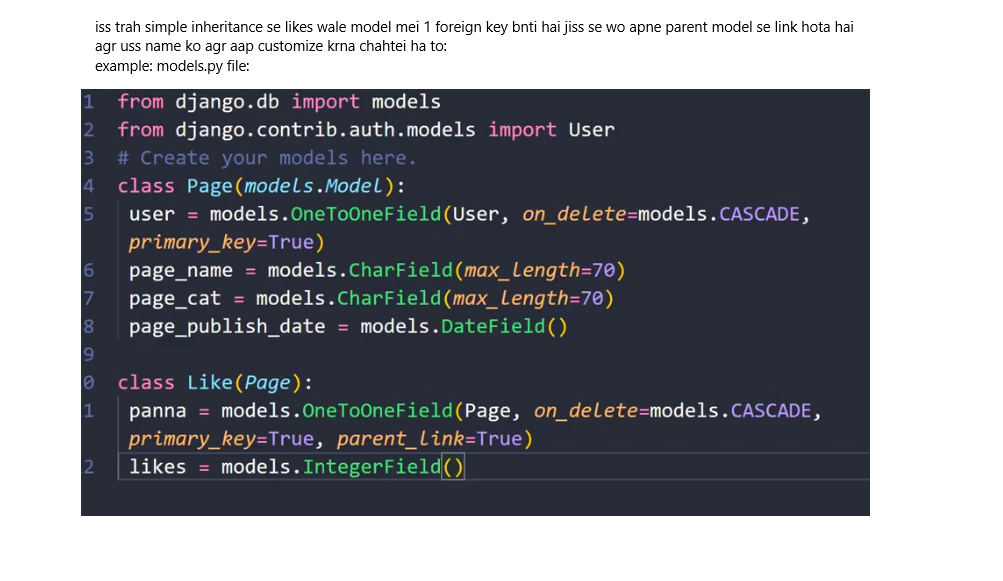 iss trah simple inheritance se likes wale model mei 1 foreign key bnti hai jiss se wo apne parent model se link hota hai
agr uss name ko agr aap customize krna chahtei ha to:
example: models.py file:
1 from django.db import models
2 from django.contrib.auth.models import User
3 # Create your models here.
4 class Page(models.Model):
5 user = models.OneToOneField(User, on_delete=models.CASCADE,
primary_key=True)
6 page_name = models.CharField(max_length=70)
7 page_cat = models.CharField(max_length=70)
8 page_publish_date = models.DateField()
9
0 class Like(Page):
1 panna = models.OneToOneField(Page, on_delete=models.CASCADE,
primary_key=True, parent_link=True)
2 likes = models.IntegerField()